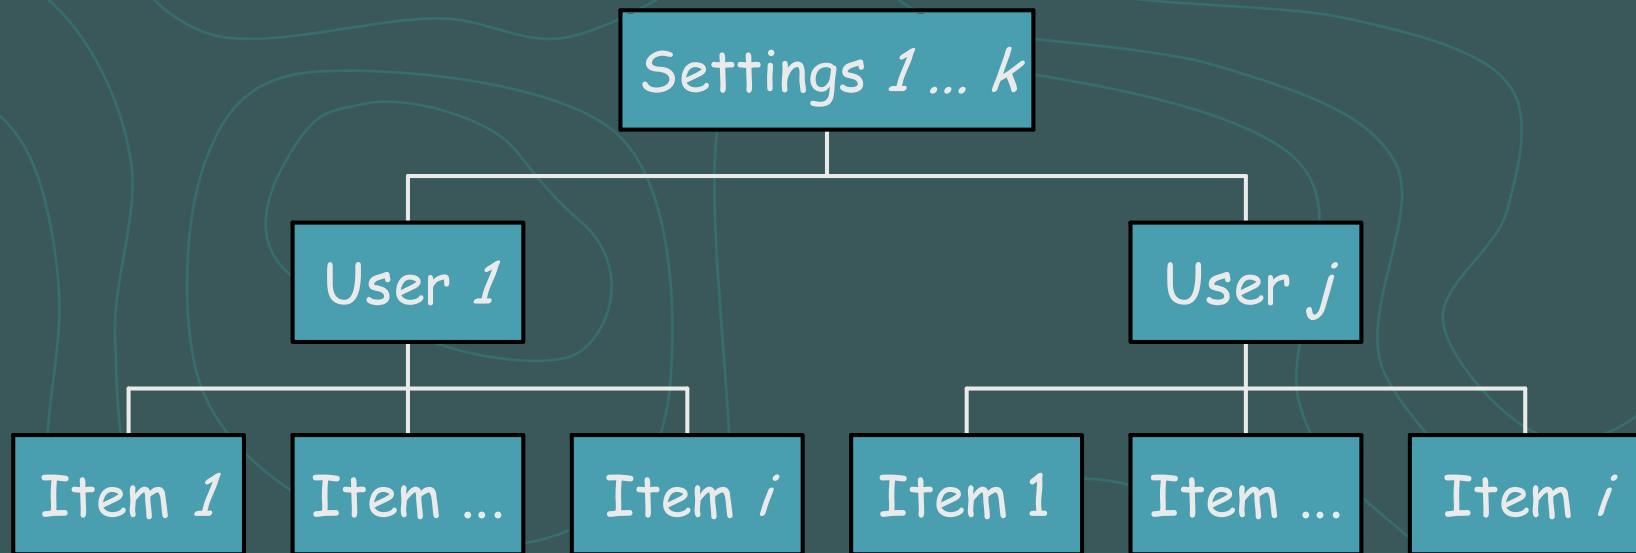 Settings 1 ... k
User 1
User j
Item 1
Item ...
Item i
Item 1
Item ...
Item i